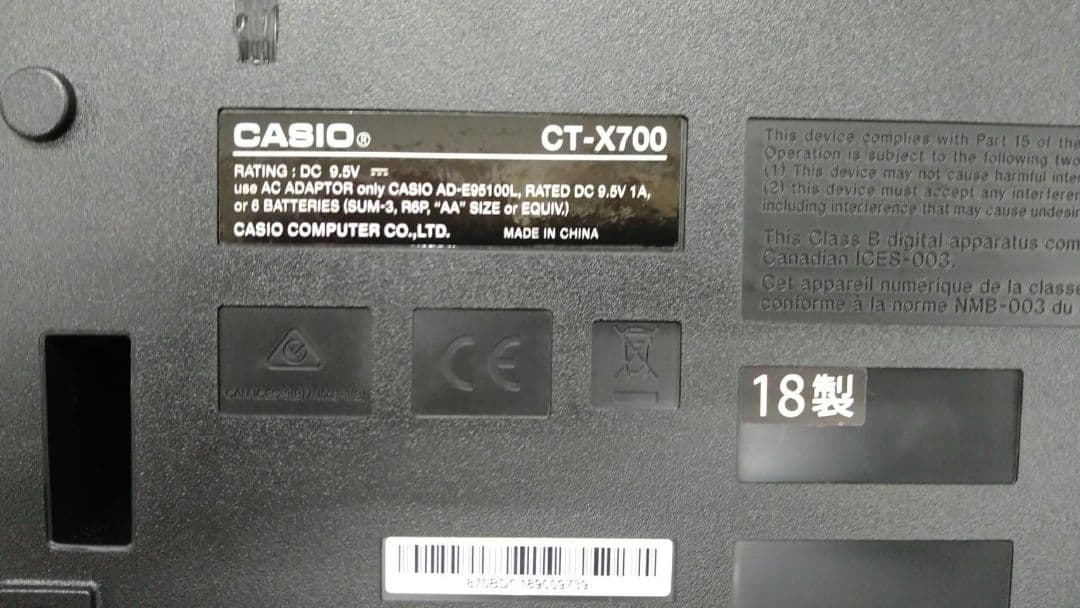 CASIO® CT-X700
RATING : DC 9.5V ⎓
use AC ADAPTOR only CASIO AD-E95100L, RATED DC 9.5V 1A,
or 6 BATTERIES (SUM-3, R6P, "AA" SIZE or EQUIV.)
CASIO COMPUTER CO.,LTD. MADE IN CHINA
This device complies with Part 15 of the
Operation is subject to the following two
(1) This device may not cause harmful
(2) this device must accept any
including interference that may cause
This Class B digital apparatus
Canadian ICES-003.
Cet appareil numérique de la classe
conforme à la norme NMB-003 du
CE
18製